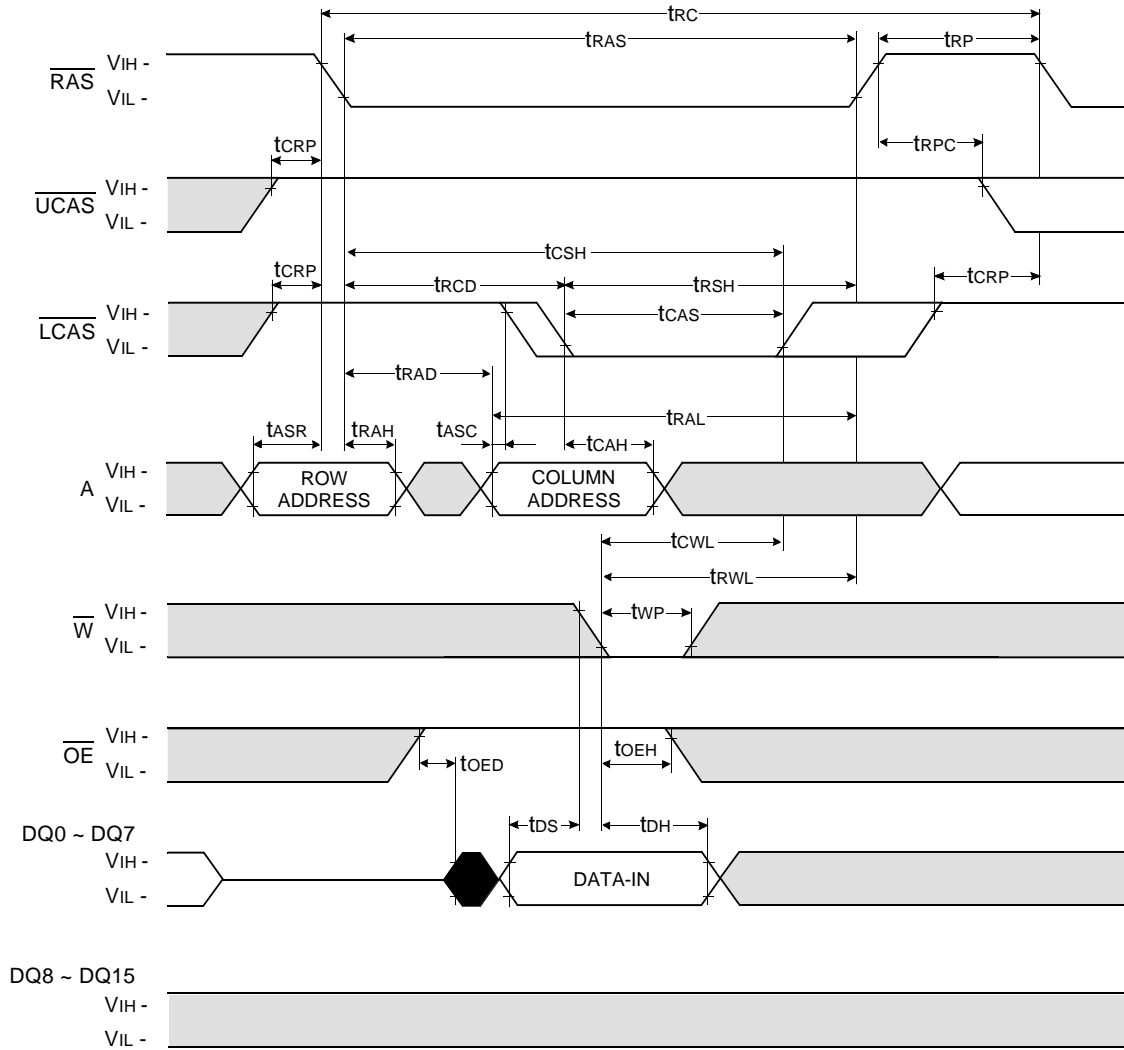 tRC
tRAS
tRP
RAS
VIH -
VIL -
tCRP
tRPC
UCAS
VIH -
VIL -
tCSH
tCRP
tRCD
tRSH
tCRP
LCAS
VIH -
VIL -
tCAS
tRAD
tRAL
tASR
tRAH
tASC
tCAH
A
VIH -
VIL -
ROW
ADDRESS
COLUMN
ADDRESS
tCWL
tRWL
W
VIH -
VIL -
tWP
OE
VIH -
VIL -
tOED
tOEH
tDS
tDH
DQ0 ~ DQ7
VIH -
VIL -
DATA-IN
DQ8 ~ DQ15
VIH -
VIL -